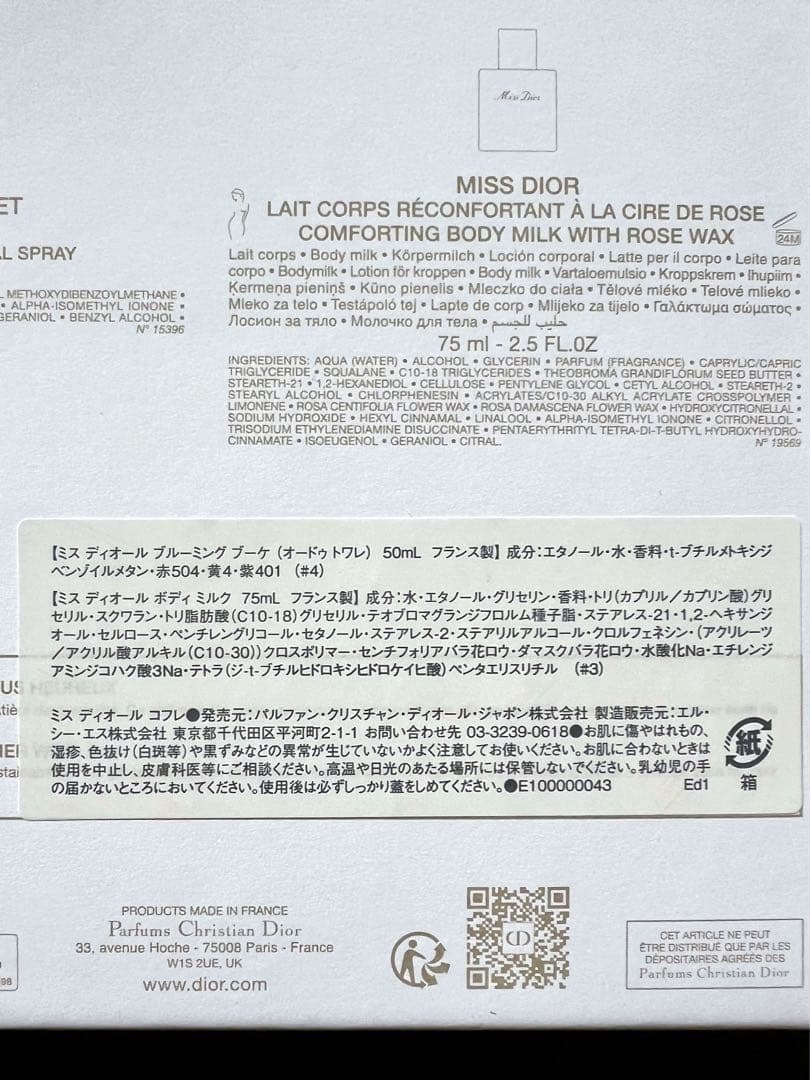 Miss Dior
MISS DIOR
LAIT CORPS RÉCONFORTANT À LA CIRE DE ROSE
COMFORTING BODY MILK WITH ROSE WAX
24M
Lait corps • Body milk • Körpermilch • Loción corporal • Latte per il corpo • Leite para
corpo • Bodymilk • Lotion för kroppen • Body milk • Vartaloemulsio • Kroppskrem • Ihupiim •
Ķermeņa pieniņš • Kūno pienelis • Mleczko do ciała • Tělové mléko • Telové mlieko •
Mleko za telo • Testápoló tej • Lapte de corp • Mlijeko za tijelo • Γαλάκτωμα σώματος •
Лосион за тяло • Молочко для тела • حليب للجسم
75 ml - 2.5 FL.OZ
INGREDIENTS: AQUA (WATER) • ALCOHOL • GLYCERIN • PARFUM (FRAGRANCE) • CAPRYLIC/CAPRIC
TRIGLYCERIDE • SQUALANE • C10-18 TRIGLYCERIDES • THEOBROMA GRANDIFLORUM SEED BUTTER •
STEARETH-21 • 1,2-HEXANEDIOL • CELLULOSE • PENTYLENE GLYCOL • CETYL ALCOHOL • STEARETH-2 •
STEARYL ALCOHOL • CHLORPHENESIN • ACRYLATES/C10-30 ALKYL ACRYLATE CROSSPOLYMER •
LIMONENE • ROSA CENTIFOLIA FLOWER WAX • ROSA DAMASCENA FLOWER WAX • HYDROXYCITRONELLAL •
SODIUM HYDROXIDE • HEXYL CINNAMAL • LINALOOL • ALPHA-ISOMETHYL IONONE • CITRONELLOL •
TRISODIUM ETHYLENEDIAMINE DISUCCINATE • PENTAERYTHRITYL TETRA-DI-T-BUTYL HYDROXYHYDRO-
CINNAMATE • ISOEUGENOL • GERANIOL • CITRAL.
N° 19569
ET
L SPRAY
METHOXYDIBENZOYLMETHANE •
• ALPHA-ISOMETHYL IONONE •
GERANIOL • BENZYL ALCOHOL •
N° 15396
【ミス ディオール ブルーミング ブーケ （オードゥ トワレ） 50mL フランス製】 成分：エタノール・水・香料・t-ブチルメトキシジ
ベンゾイルメタン・赤504・黄4・紫401 （#4）
【ミス ディオール ボディ ミルク 75mL フランス製】 成分：水・エタノール・グリセリン・香料・トリ（カプリル／カプリン酸）グリ
セリル・スクワラン・トリ脂肪酸（C10-18）グリセリル・テオブロマグランジフロルム種子脂・ステアレス-21・1,2-ヘキサンジ
オール・セルロース・ペンチレングリコール・セタノール・ステアレス-2・ステアリルアルコール・クロルフェネシン・（アクリレーツ
／アクリル酸アルキル（C10-30））クロスポリマー・センチフォリアバラ花ロウ・ダマスクバラ花ロウ・水酸化Na・エチレンジ
アミンジコハク酸3Na・テトラ（ジ-t-ブチルヒドロキシヒドロケイヒ酸）ペンタエリスリチル （#3）
ミス ディオール コフレ●発売元：パルファン・クリスチャン・ディオール・ジャポン株式会社 製造販売元：エル・
シー・エス株式会社 東京都千代田区平河町2-1-1 お問い合わせ先 03-3239-0618●お肌に傷やはれもの、
湿疹、色抜け（白斑等）や黒ずみなどの異常が生じていないかよく注意してお使いください。お肌に合わないときは
使用を中止し、皮膚科医等にご相談ください。高温や日光のあたる場所には保管しないでください。乳幼児の手
の届かないところにおいてください。使用後は必ずしっかり蓋をしめてください。●E100000043 Ed1
紙
箱
PRODUCTS MADE IN FRANCE
Parfums Christian Dior
33, avenue Hoche - 75008 Paris - France
W1S 2UE, UK
www.dior.com
CD
CET ARTICLE NE PEUT
ÊTRE DISTRIBUÉ QUE PAR LES
DÉPOSITAIRES AGRÉÉS DES
Parfums Christian Dior
98